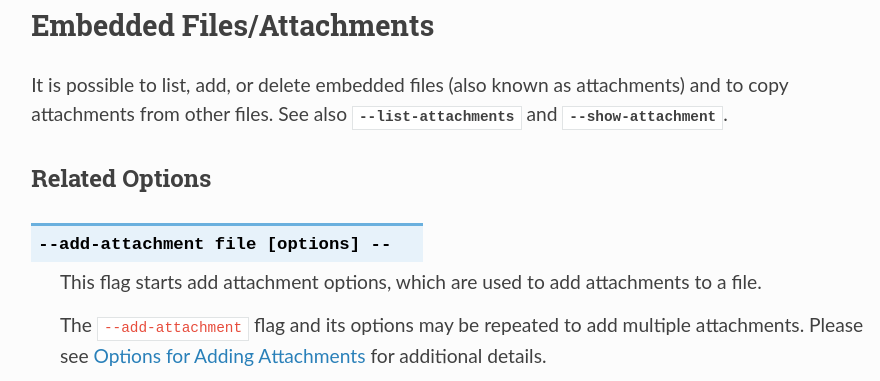 Embedded Files/Attachments
It is possible to list, add, or delete embedded files (also known as attachments) and to copy
attachments from other files. See also --list-attachments and --show-attachment.
Related Options
--add-attachment file [options] --
This flag starts add attachment options, which are used to add attachments to a file.
The --add-attachment flag and its options may be repeated to add multiple attachments. Please
see Options for Adding Attachments for additional details.